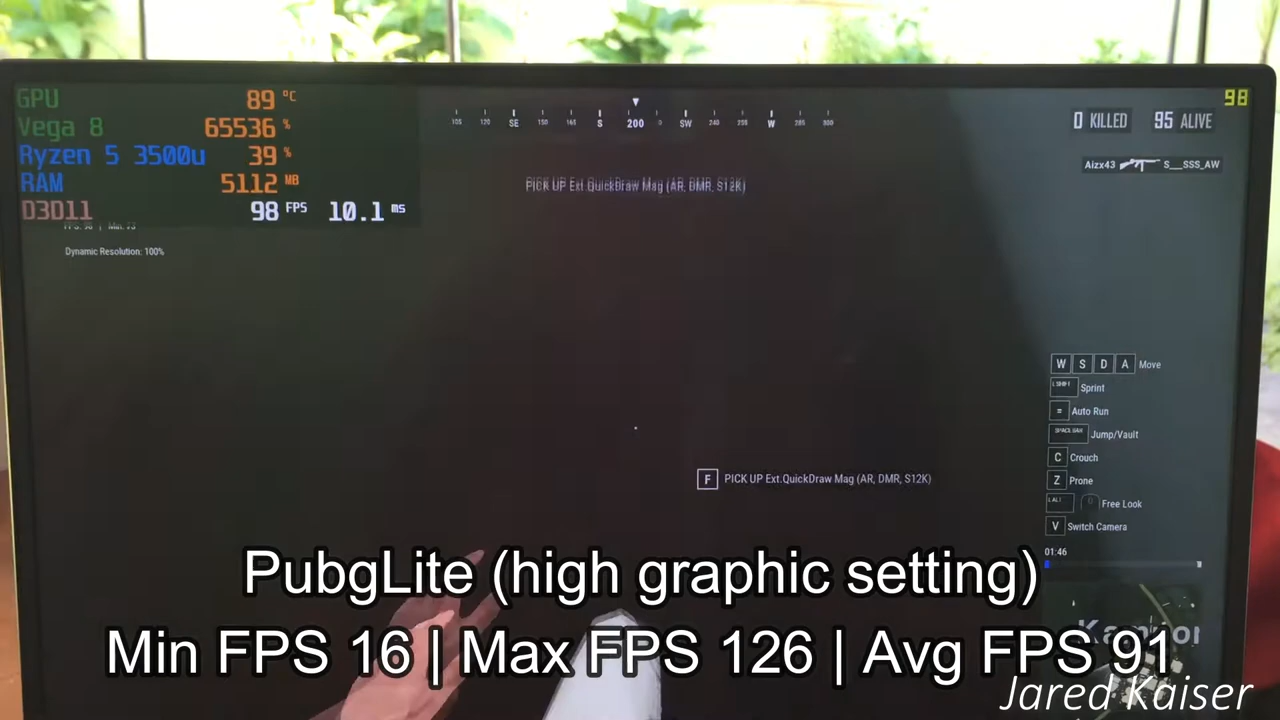 GPU 89 °C
Vega 8 65536 %
Ryzen 5 3500u 39 %
RAM 5112 MB
D3D11 98 FPS 10.1 ms
Dynamic Resolution: 100%
105 120 SE 150 165 S 200 SW 240 255 W 285 300
98
0 KILLED 95 ALIVE
Aizx43 S__SSS_AW
PICK UP Ext.QuickDraw Mag (AR, DMR, S12K)
F PICK UP Ext.QuickDraw Mag (AR, DMR, S12K)
W S D A Move
LSHIFT Sprint
= Auto Run
SPACE BAR Jump/Vault
C Crouch
Z Prone
L ALT Free Look
V Switch Camera
01:46
PubgLite (high graphic setting)
Min FPS 16 | Max FPS 126 | Avg FPS 91
Jared Kaiser